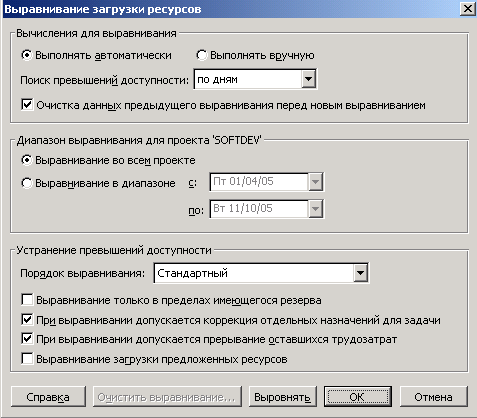 Выравнивание загрузки ресурсов
Вычисления для выравнивания
Выполнять автоматически Выполнять вручную
Поиск превышений доступности: по дням
Очистка данных предыдущего выравнивания перед новым выравниванием
Диапазон выравнивания для проекта 'SOFTDEV'
Выравнивание во всем проекте
Выравнивание в диапазоне с: Пт 01/04/05
по: Вт 11/10/05
Устранение превышений доступности
Порядок выравнивания: Стандартный
Выравнивание только в пределах имеющегося резерва
При выравнивании допускается коррекция отдельных назначений для задачи
При выравнивании допускается прерывание оставшихся трудозатрат
Выравнивание загрузки предложенных ресурсов
Справка Очистить выравнивание... Выровнять ОК Отмена